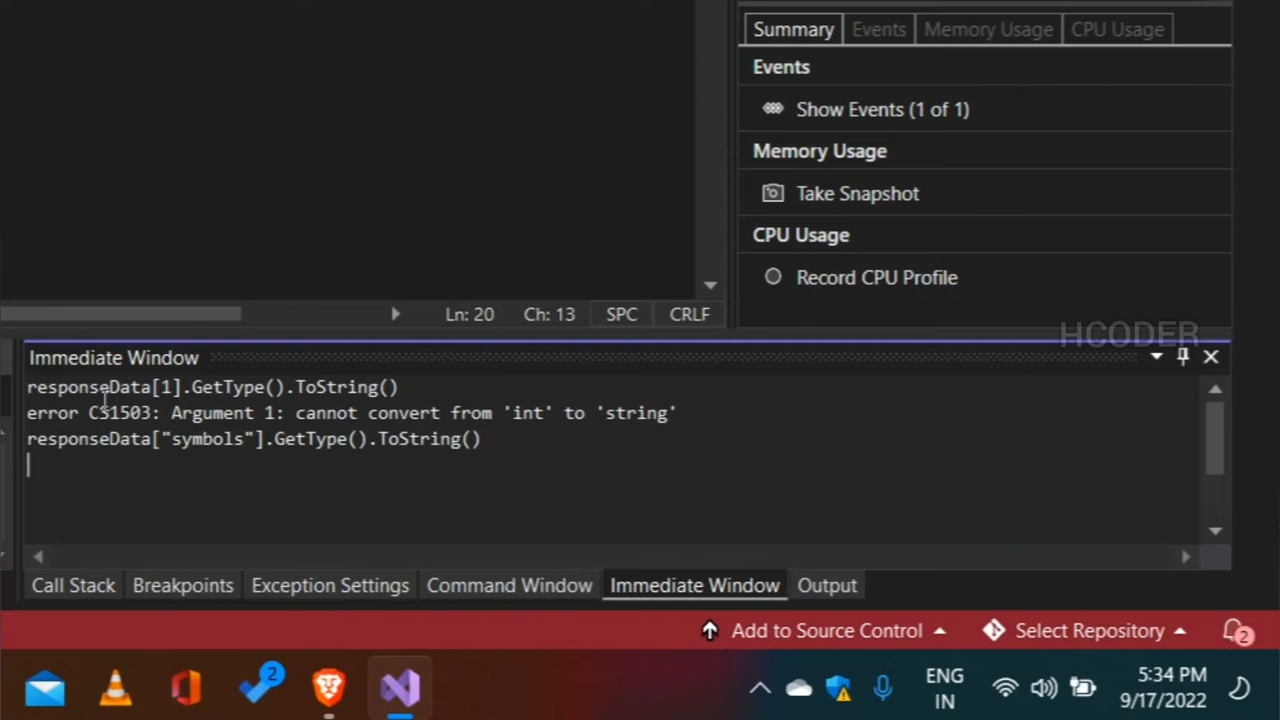 Summary Events Memory Usage CPU Usage
Events
Show Events (1 of 1)
Memory Usage
Take Snapshot
CPU Usage
Record CPU Profile
Ln: 20 Ch: 13 SPC CRLF
HCODER
Immediate Window
responseData[1].GetType().ToString()
error CS1503: Argument 1: cannot convert from 'int' to 'string'
responseData["symbols"].GetType().ToString()
Call Stack Breakpoints Exception Settings Command Window Immediate Window Output
Add to Source Control Select Repository 2
2
ENG
IN
5:34 PM
9/17/2022